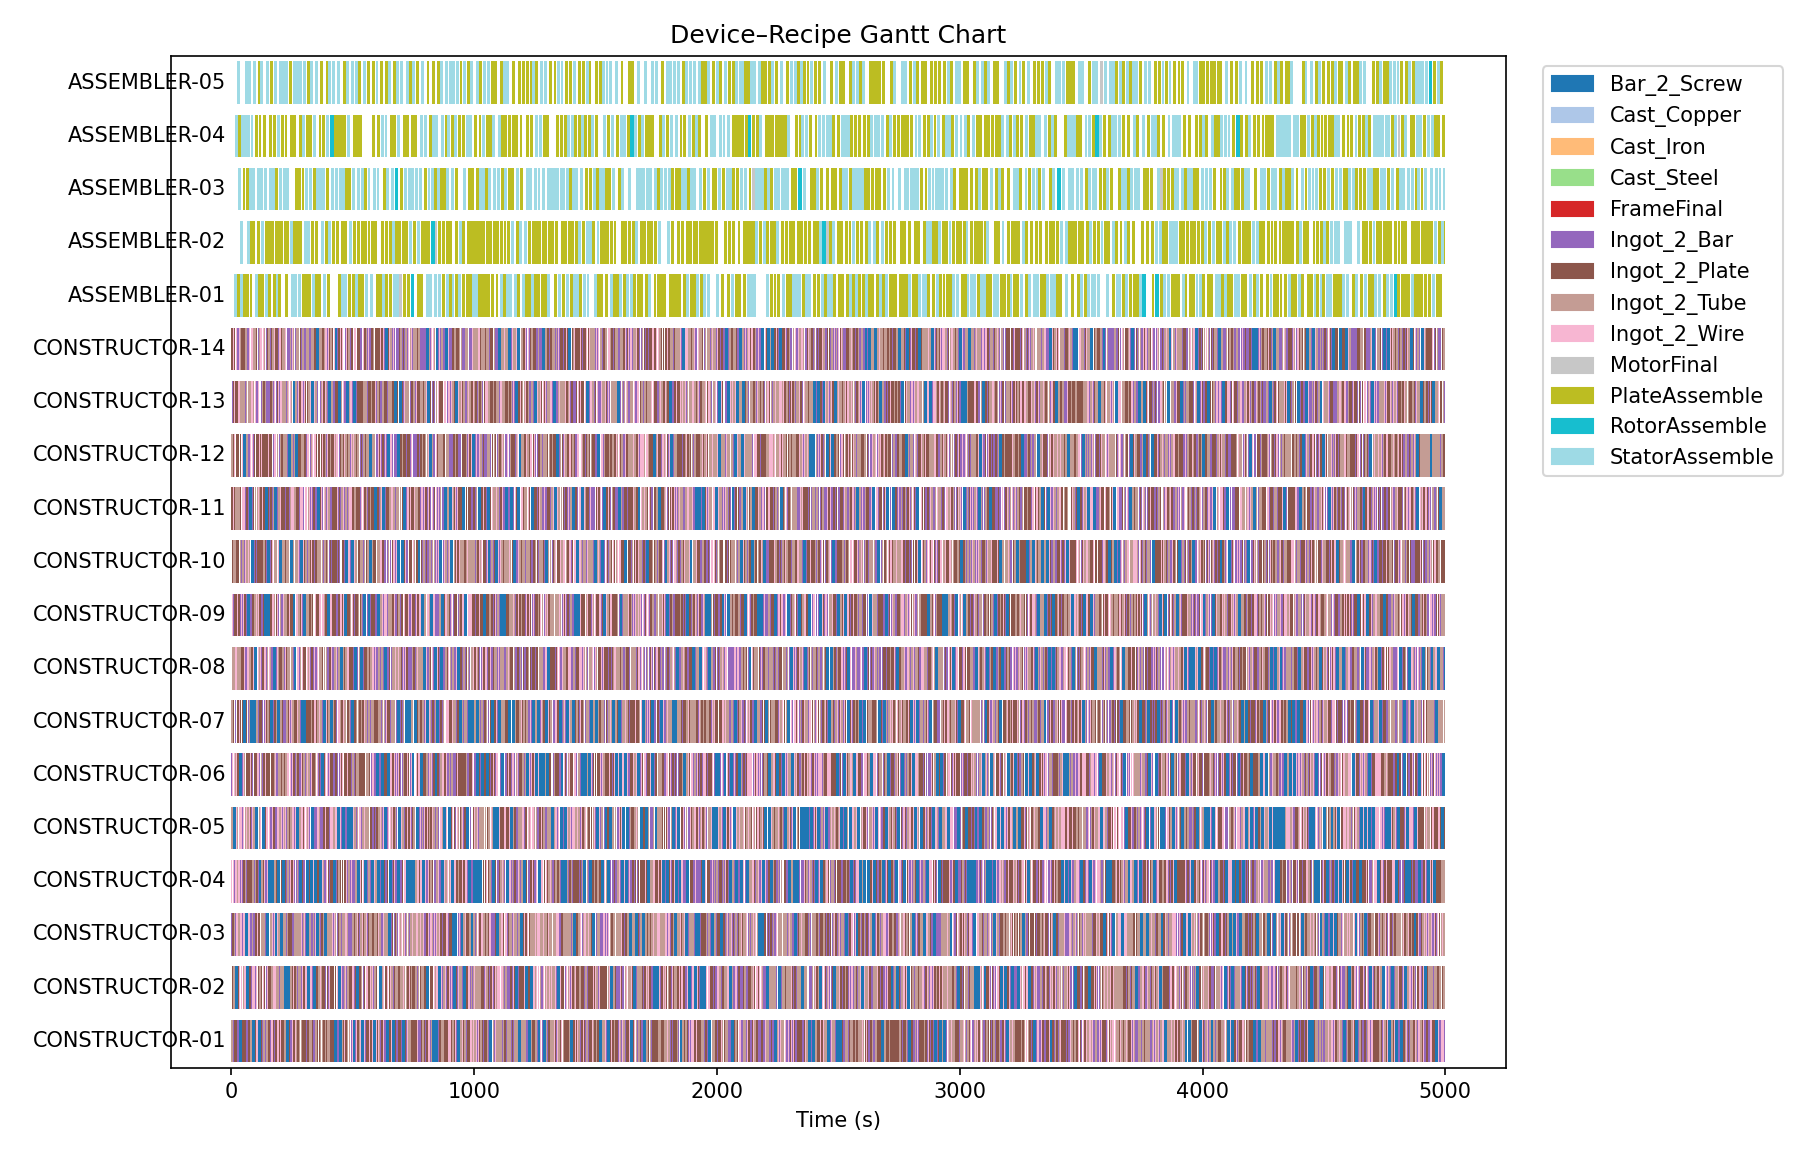 Device–Recipe Gantt Chart
ASSEMBLER-05
ASSEMBLER-04
ASSEMBLER-03
ASSEMBLER-02
ASSEMBLER-01
CONSTRUCTOR-14
CONSTRUCTOR-13
CONSTRUCTOR-12
CONSTRUCTOR-11
CONSTRUCTOR-10
CONSTRUCTOR-09
CONSTRUCTOR-08
CONSTRUCTOR-07
CONSTRUCTOR-06
CONSTRUCTOR-05
CONSTRUCTOR-04
CONSTRUCTOR-03
CONSTRUCTOR-02
CONSTRUCTOR-01
0 1000 2000 3000 4000 5000
Time (s)
Bar_2_Screw
Cast_Copper
Cast_Iron
Cast_Steel
FrameFinal
Ingot_2_Bar
Ingot_2_Plate
Ingot_2_Tube
Ingot_2_Wire
MotorFinal
PlateAssemble
RotorAssemble
StatorAssemble